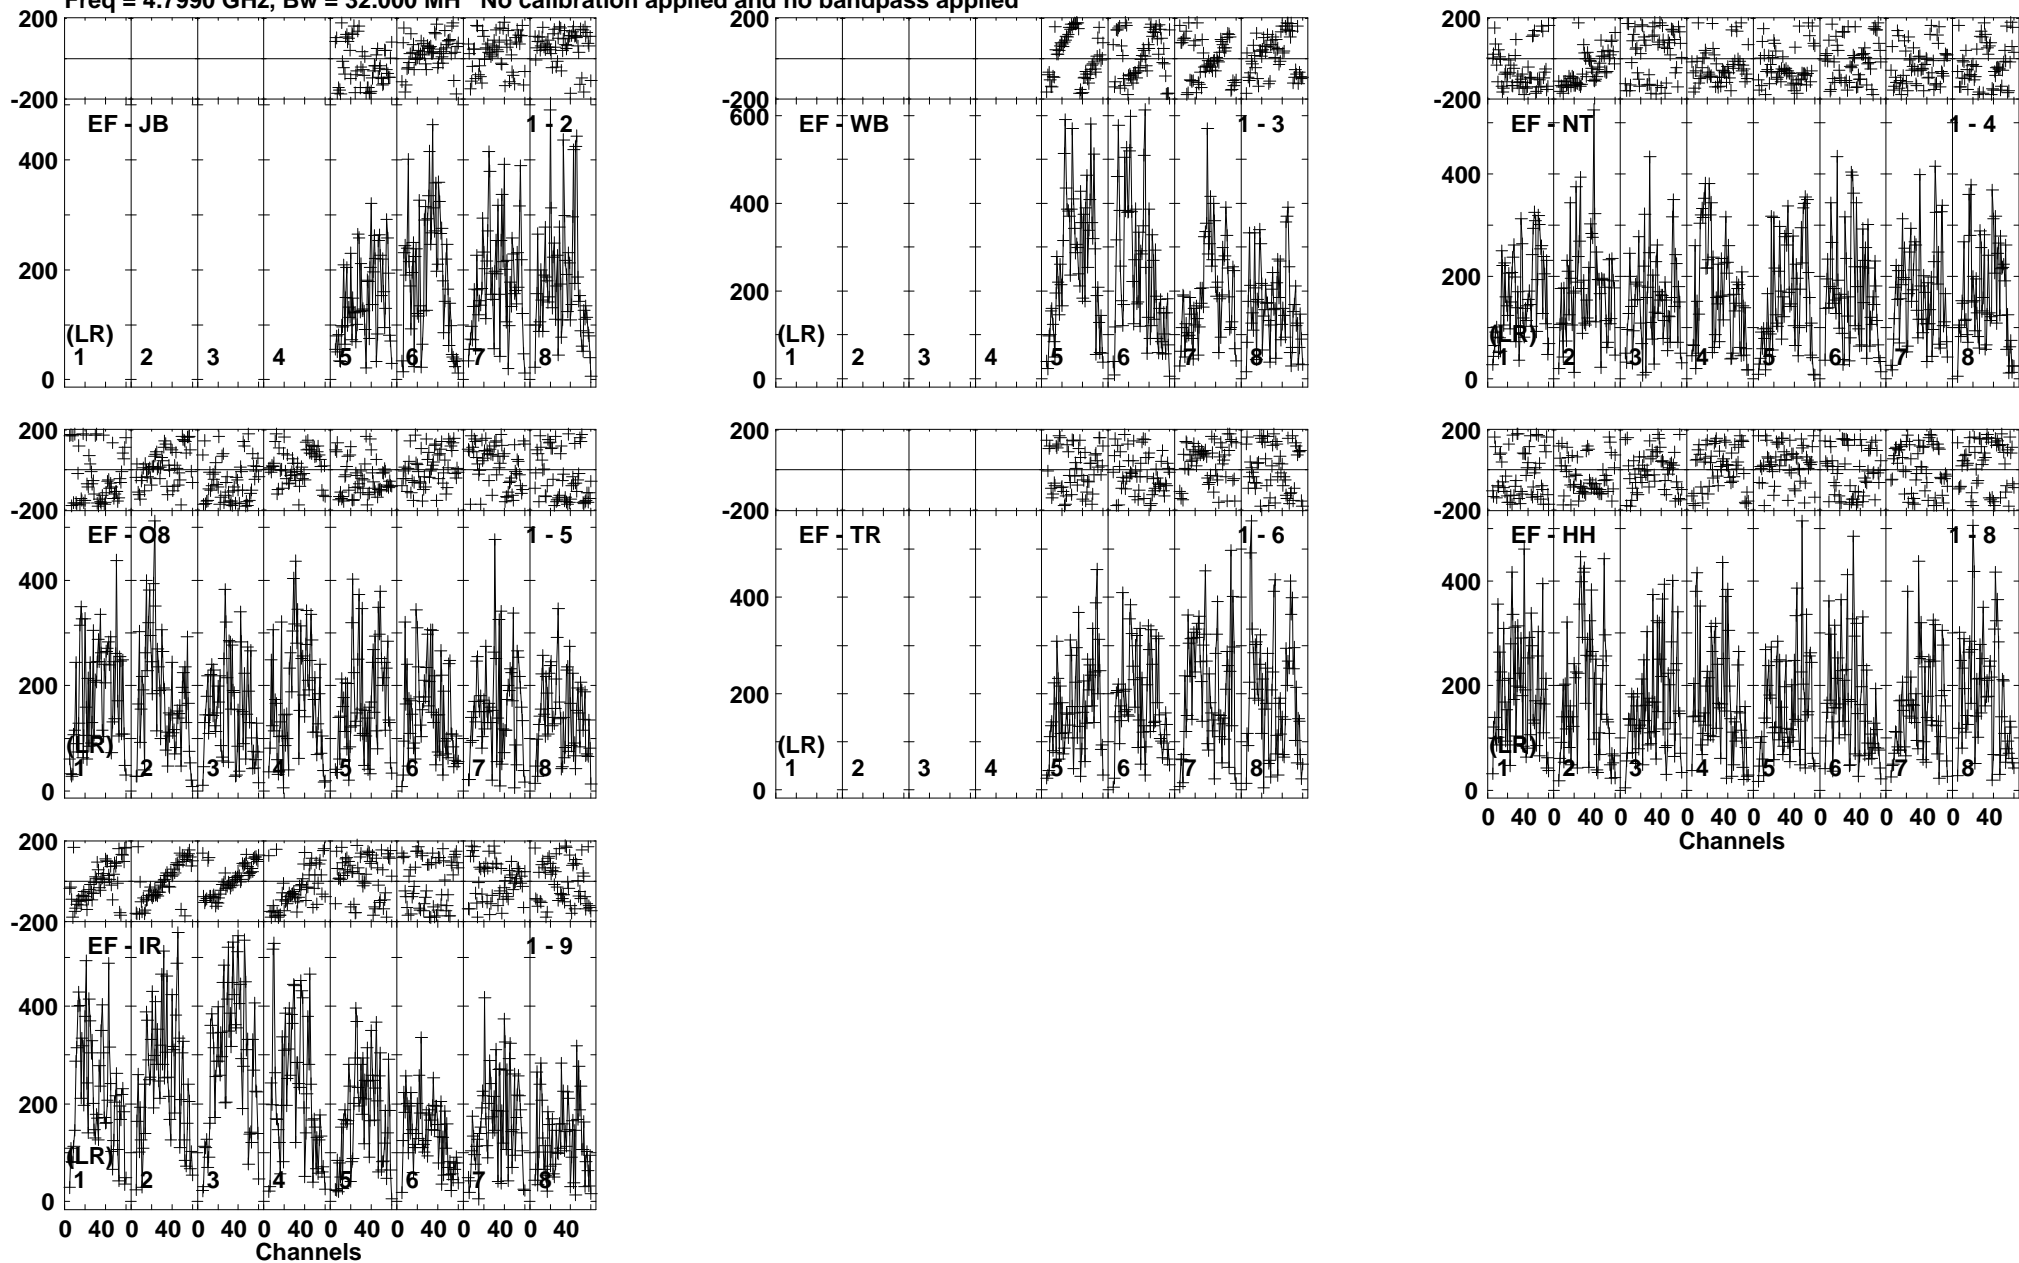 Freq = 4.7990 GHz, Bw = 32.000 MH No calibration applied and no bandpass applied
200
-200
EF - JB
1 - 2
400
200
0
(LR)
1 2 3 4 5 6 7 8
200
-200
600
EF - WB
1 - 3
400
200
0
(LR)
1 2 3 4 5 6 7 8
200
-200
EF - NT
1 - 4
400
200
0
(LR)
1 2 3 4 5 6 7 8
200
-200
EF - O8
1 - 5
400
200
0
(LR)
1 2 3 4 5 6 7 8
200
-200
EF - TR
1 - 6
400
200
0
(LR)
1 2 3 4 5 6 7 8
200
-200
EF - HH
1 - 8
400
200
0
(LR)
1 2 3 4 5 6 7 8
0 40 0 40 0 40 0 40 0 40 0 40 0 40 0 40
Channels
200
-200
EF - IR
1 - 9
400
200
0
(LR)
1 2 3 4 5 6 7 8
0 40 0 40 0 40 0 40 0 40 0 40 0 40 0 40
Channels